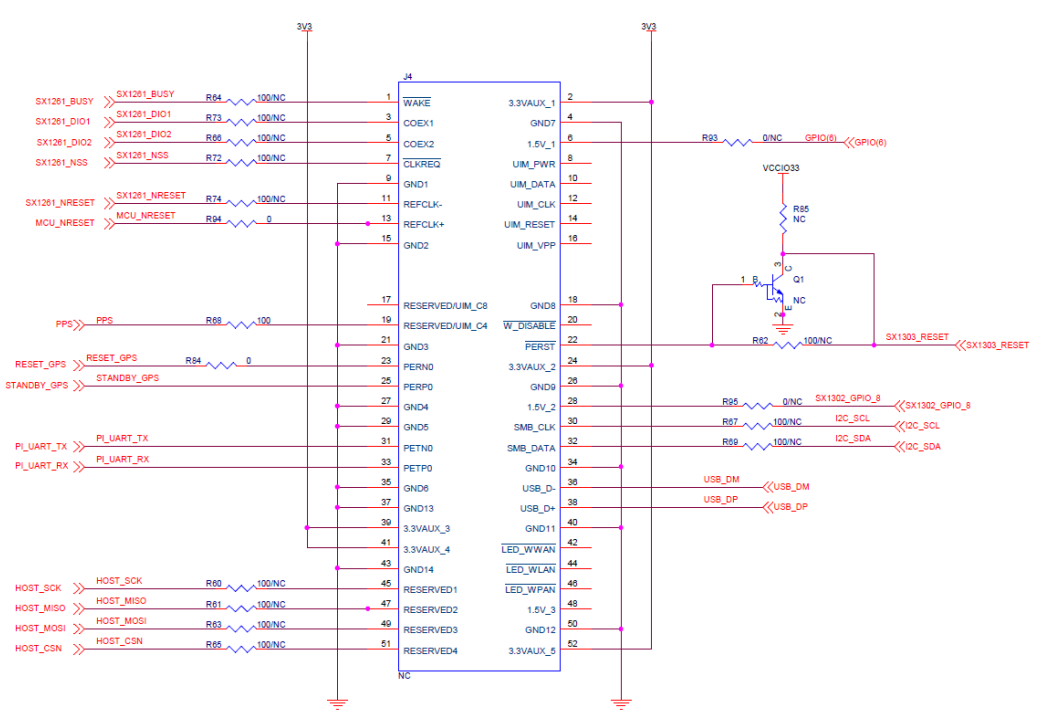 3V3 3V3
J4
SX1261_BUSY SX1261_BUSY R64 100/NC 1 WAKE 3.3VAUX_1 2
SX1261_DIO1 SX1261_DIO1 R73 100/NC 3 COEX1 GND7 4
SX1261_DIO2 SX1261_DIO2 R66 100/NC 5 COEX2 1.5V_1 6 R93 0/NC GPIO(6) GPIO(6)
SX1261_NSS SX1261_NSS R72 100/NC 7 CLKREQ UIM_PWR 8
VCCIO33
9 GND1 UIM_DATA 10
SX1261_NRESET SX1261_NRESET R74 100/NC 11 REFCLK- UIM_CLK 12
R85
NC
MCU_NRESET MCU_NRESET R94 0 13 REFCLK+ UIM_RESET 14
15 GND2 UIM_VPP 16
3 C
1 B Q1
NC
2 E
17 RESERVED/UIM_C8 GND8 18
PPS PPS R68 100 19 RESERVED/UIM_C4 W_DISABLE 20
21 GND3 PERST 22 R62 100/NC SX1303_RESET SX1303_RESET
RESET_GPS RESET_GPS R84 0 23 PERN0 3.3VAUX_2 24
STANDBY_GPS STANDBY_GPS 25 PERP0 GND9 26
27 GND4 1.5V_2 28 R95 0/NC SX1302_GPIO_8 SX1302_GPIO_8
29 GND5 SMB_CLK 30 R67 100/NC I2C_SCL I2C_SCL
PI_UART_TX PI_UART_TX 31 PETN0 SMB_DATA 32 R69 100/NC I2C_SDA I2C_SDA
PI_UART_RX PI_UART_RX 33 PETP0 GND10 34
35 GND6 USB_D- 36 USB_DM USB_DM
37 GND13 USB_D+ 38 USB_DP USB_DP
39 3.3VAUX_3 GND11 40
41 3.3VAUX_4 LED_WWAN 42
43 GND14 LED_WLAN 44
HOST_SCK HOST_SCK R60 100/NC 45 RESERVED1 LED_WPAN 46
HOST_MISO HOST_MISO R61 100/NC 47 RESERVED2 1.5V_3 48
HOST_MOSI HOST_MOSI R63 100/NC 49 RESERVED3 GND12 50
HOST_CSN HOST_CSN R65 100/NC 51 RESERVED4 3.3VAUX_5 52
NC